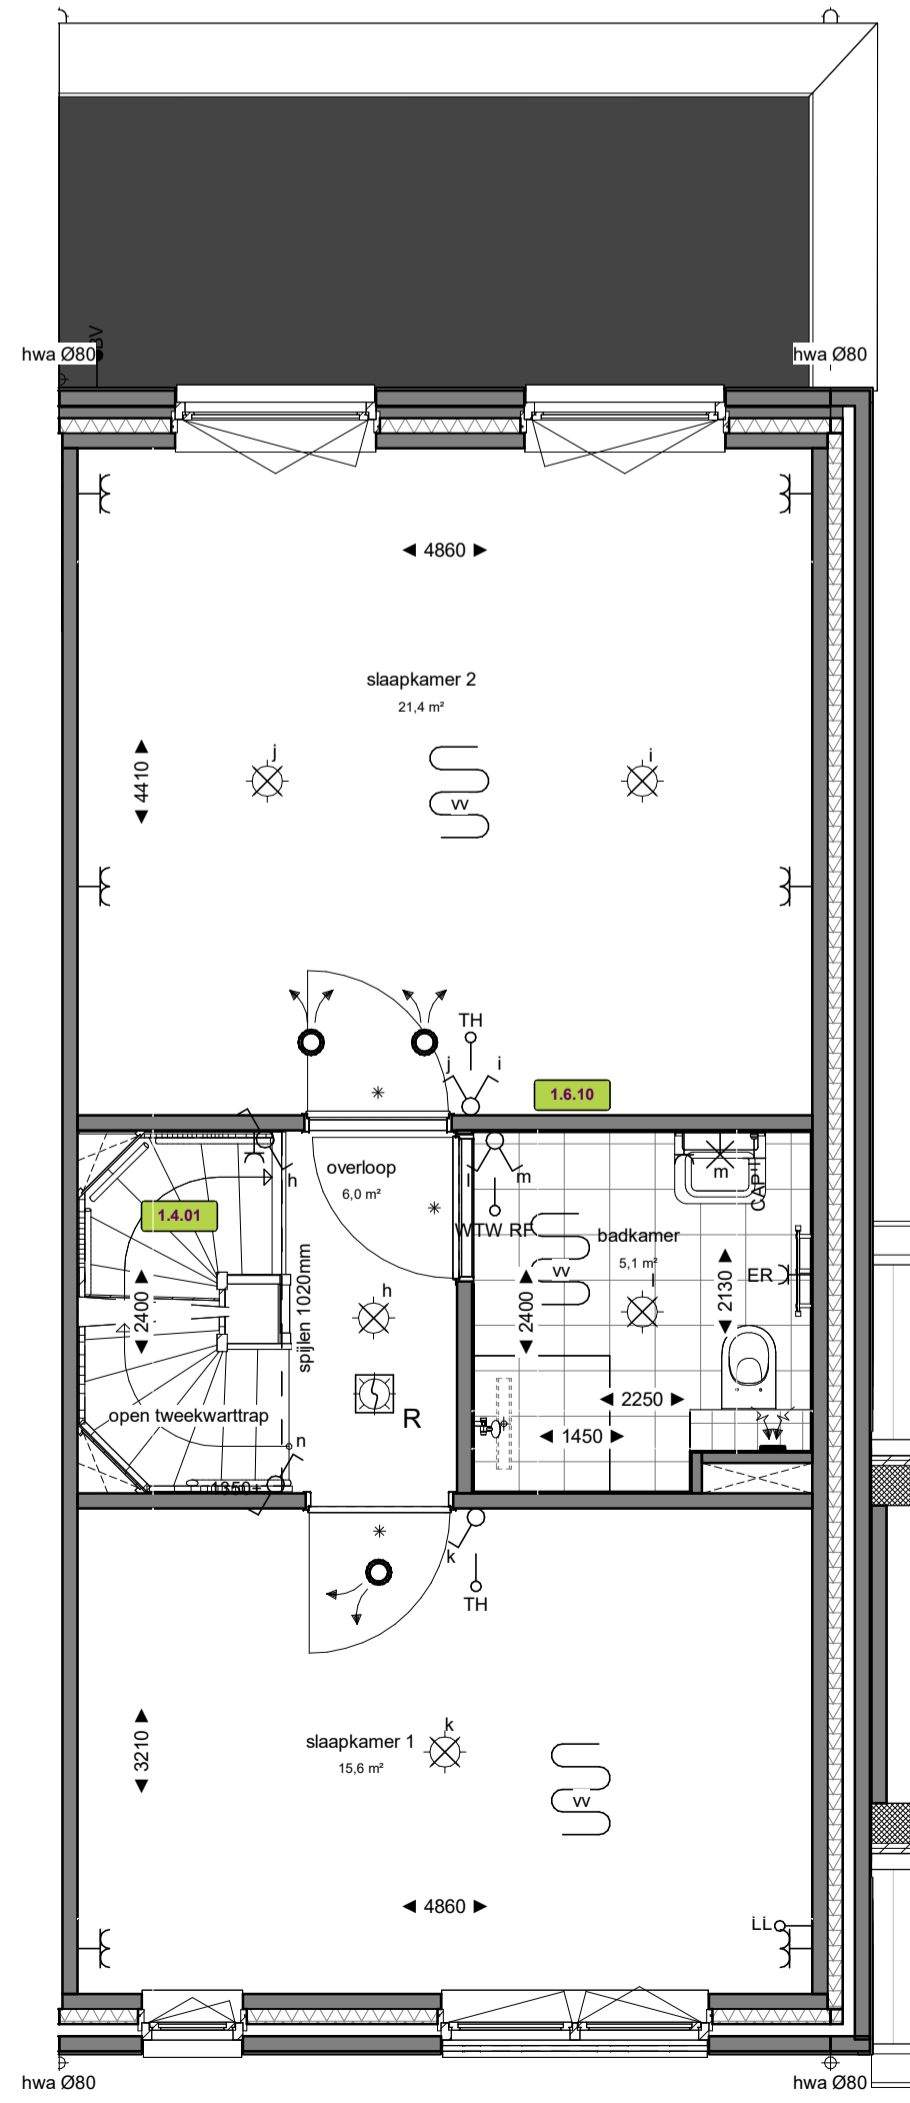 hwa Ø80
hwa Ø80
◄ 4860 ►
slaapkamer 2
21,4 m²
◄ 4410 ►
j
i
vv
TH
j
i
1.6.10
overloop
6,0 m²
h
l
m
m
CAPH
1.4.01
WTW RF
badkamer
5,1 m²
vv
l
ER
◄ 2400 ►
spijlen 1020mm
h
◄ 2400 ►
◄ 2130 ►
R
◄ 2250 ►
open tweekwarttrap
◄ 1450 ►
n
1350+
k
TH
◄ 3210 ►
slaapkamer 1
15,6 m²
k
vv
◄ 4860 ►
LL
hwa Ø80
hwa Ø80